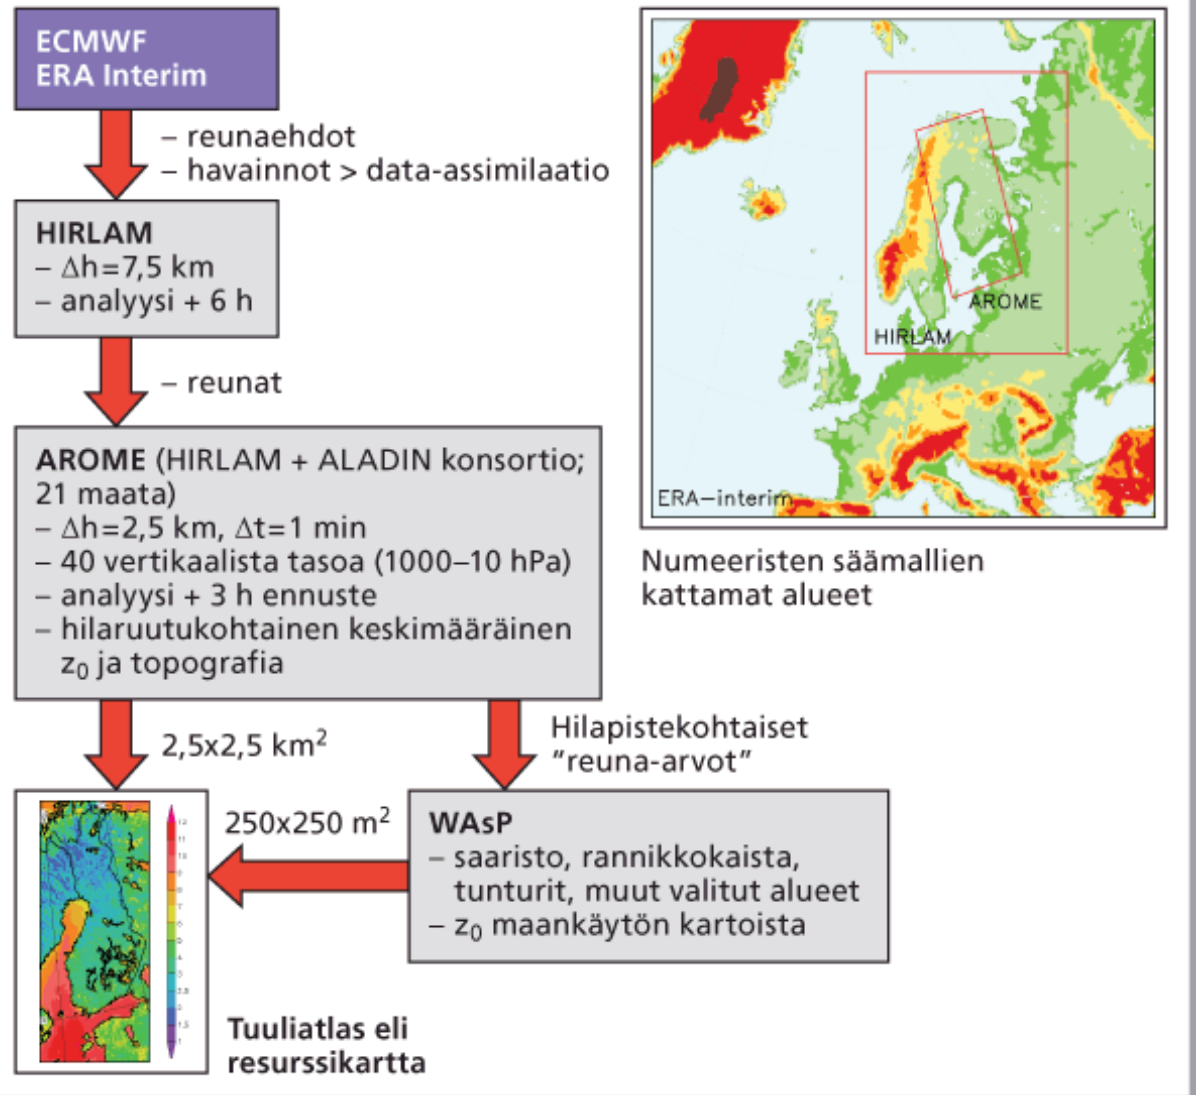 ECMWF
ERA Interim
– reunaehdot
– havainnot > data-assimilaatio
HIRLAM
– Δh=7,5 km
– analyysi + 6 h
– reunat
AROME (HIRLAM + ALADIN konsortio;
21 maata)
– Δh=2,5 km, Δt=1 min
– 40 vertikaalista tasoa (1000–10 hPa)
– analyysi + 3 h ennuste
– hilaruutukohtainen keskimääräinen
z₀ ja topografia
2,5x2,5 km²
Hilapistekohtaiset
“reuna-arvot”
250x250 m²
WAsP
– saaristo, rannikkokaista,
tunturit, muut valitut alueet
– z₀ maankäytön kartoista
Tuuliatlas eli
resurssikartta
AROME
HIRLAM
ERA–interim
Numeeristen säämallien
kattamat alueet